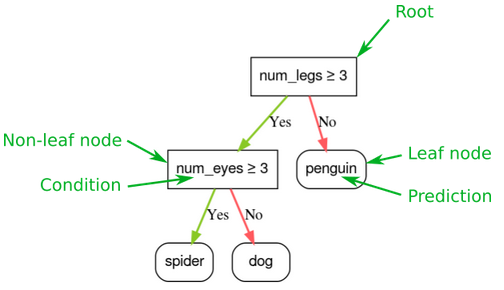 Root
num_legs ≥ 3
Yes
No
Non-leaf node
Condition
num_eyes ≥ 3
penguin
Leaf node
Prediction
Yes
No
spider
dog